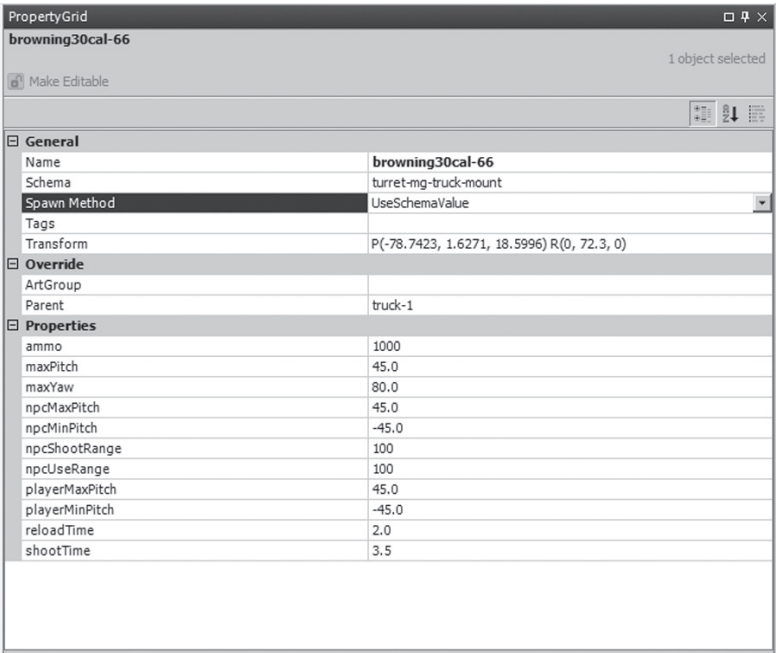 PropertyGrid
browning30cal-66
1 object selected
Make Editable
General
Name browning30cal-66
Schema turret-mg-truck-mount
Spawn Method UseSchemaValue
Tags
Transform P(-78.7423, 1.6271, 18.5996) R(0, 72.3, 0)
Override
ArtGroup
Parent truck-1
Properties
ammo 1000
maxPitch 45.0
maxYaw 80.0
npcMaxPitch 45.0
npcMinPitch -45.0
npcShootRange 100
npcUseRange 100
playerMaxPitch 45.0
playerMinPitch -45.0
reloadTime 2.0
shootTime 3.5